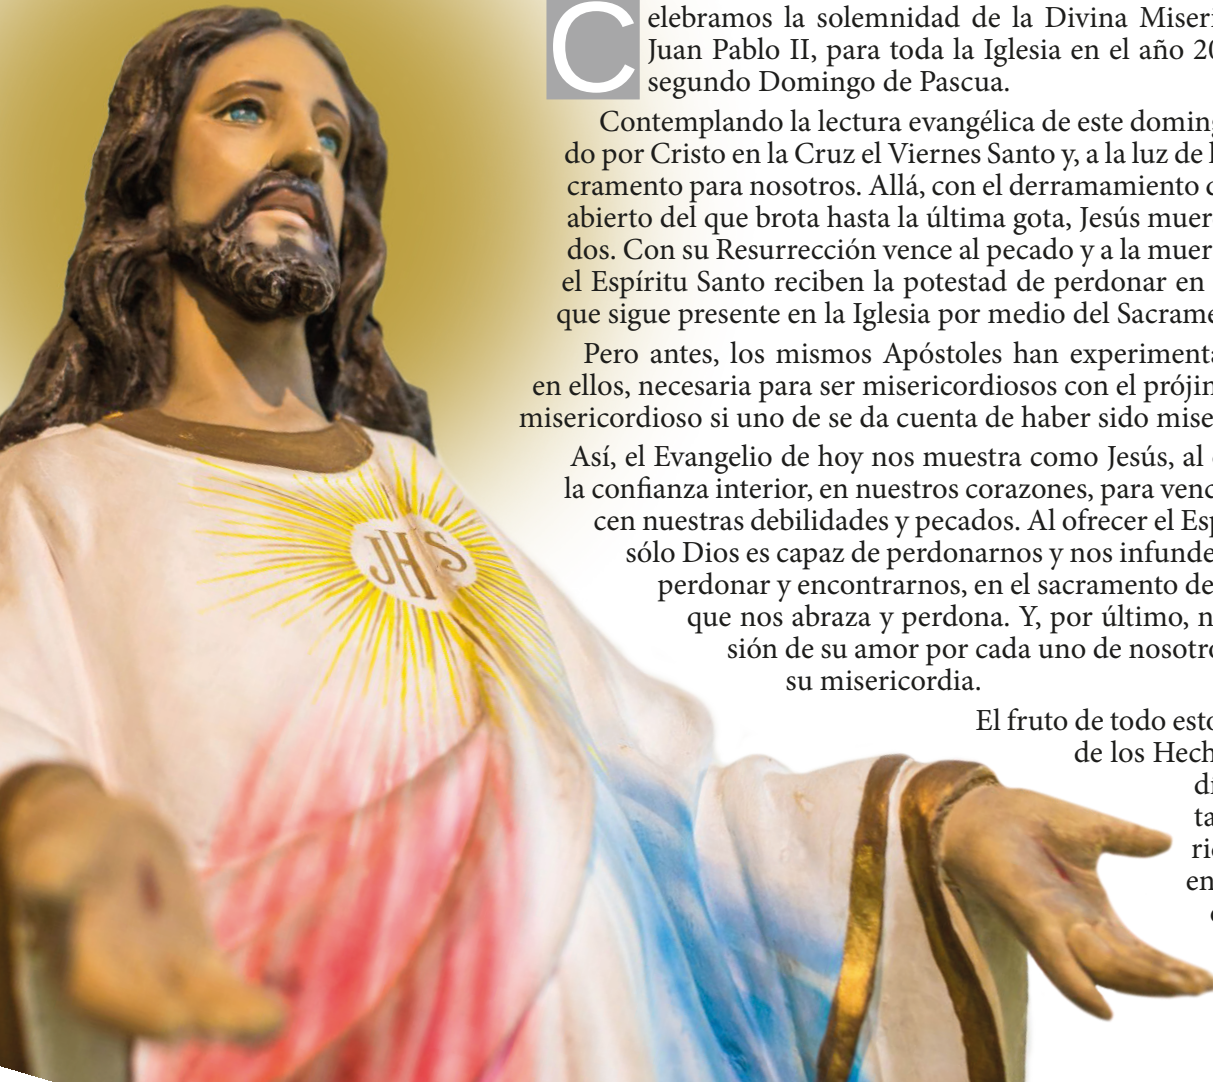 Celebramos la solemnidad de la Divina Miseri
Juan Pablo II, para toda la Iglesia en el año 20
segundo Domingo de Pascua.
Contemplando la lectura evangélica de este doming
do por Cristo en la Cruz el Viernes Santo y, a la luz de l
cramento para nosotros. Allá, con el derramamiento d
abierto del que brota hasta la última gota, Jesús muer
dos. Con su Resurrección vence al pecado y a la muer
el Espíritu Santo reciben la potestad de perdonar en
que sigue presente en la Iglesia por medio del Sacrame
Pero antes, los mismos Apóstoles han experimenta
en ellos, necesaria para ser misericordiosos con el prójim
misericordioso si uno de se da cuenta de haber sido mise
Así, el Evangelio de hoy nos muestra como Jesús, al
la confianza interior, en nuestros corazones, para venc
cen nuestras debilidades y pecados. Al ofrecer el Esp
sólo Dios es capaz de perdonarnos y nos infunde
perdonar y encontrarnos, en el sacramento de
que nos abraza y perdona. Y, por último, n
sión de su amor por cada uno de nosotro
su misericordia.
El fruto de todo esto
de los Hech
di
ta
ri
en
JHS